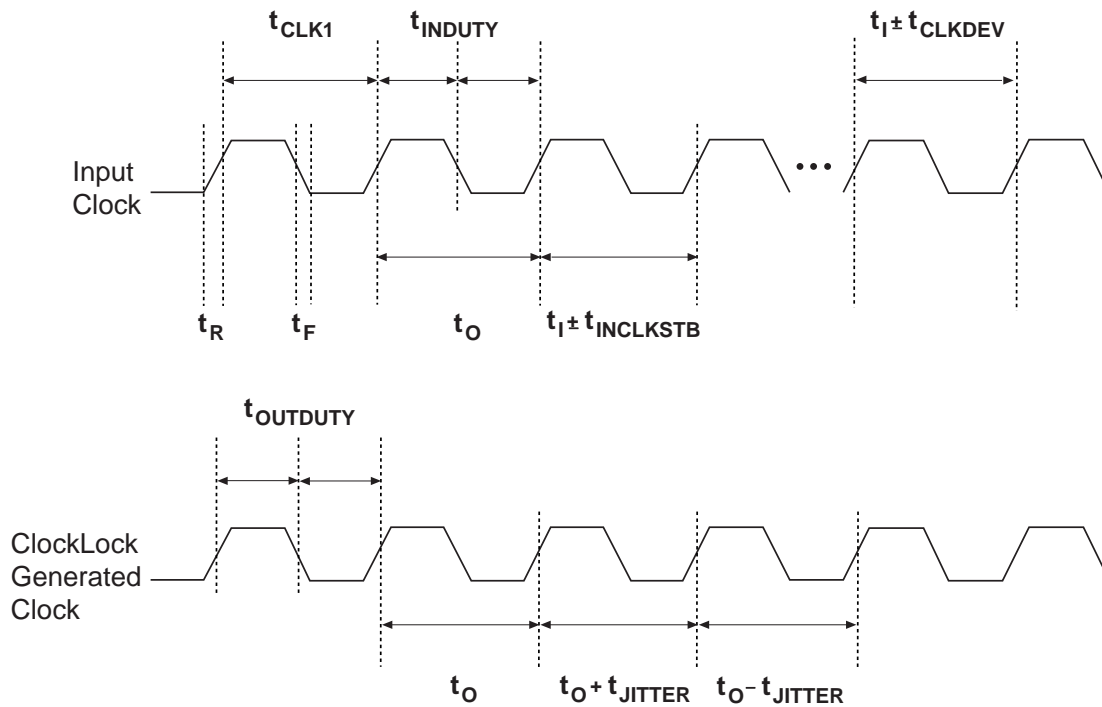 tCLK1 tINDUTY tI ± tCLKDEV
Input
Clock
tR tF tO tI ± tINCLKSTB
tOUTDUTY
ClockLock
Generated
Clock
tO tO + tJITTER tO − tJITTER